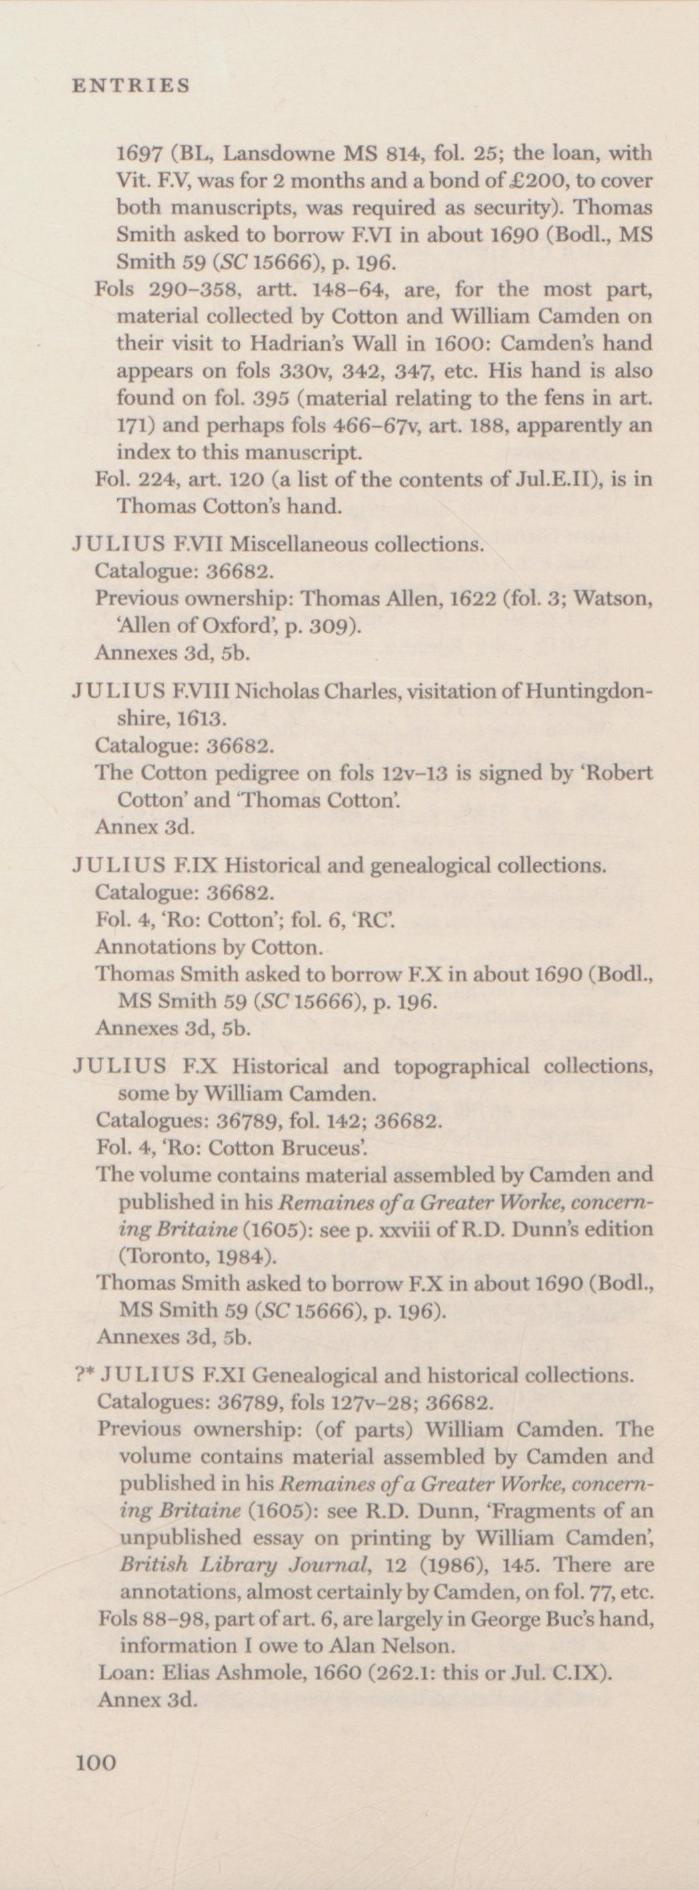 ENTRIES
1697 (BL, Lansdowne MS 814, fol. 25; the loan, with
Vit. F.V, was for 2 months and a bond of £200, to cover
both manuscripts, was required as security). Thomas
Smith asked to borrow F.VI in about 1690 (Bodl., MS
Smith 59 (SC 15666), p. 196.
Fols 290–358, artt. 148–64, are, for the most part,
material collected by Cotton and William Camden on
their visit to Hadrian's Wall in 1600: Camden's hand
appears on fols 330v, 342, 347, etc. His hand is also
found on fol. 395 (material relating to the fens in art.
171) and perhaps fols 466–67v, art. 188, apparently an
index to this manuscript.
Fol. 224, art. 120 (a list of the contents of Jul.E.II), is in
Thomas Cotton's hand.
JULIUS F.VII Miscellaneous collections.
Catalogue: 36682.
Previous ownership: Thomas Allen, 1622 (fol. 3; Watson,
'Allen of Oxford', p. 309).
Annexes 3d, 5b.
JULIUS F.VIII Nicholas Charles, visitation of Huntingdon-
shire, 1613.
Catalogue: 36682.
The Cotton pedigree on fols 12v–13 is signed by 'Robert
Cotton' and 'Thomas Cotton'.
Annex 3d.
JULIUS F.IX Historical and genealogical collections.
Catalogue: 36682.
Fol. 4, 'Ro: Cotton'; fol. 6, 'RC'.
Annotations by Cotton.
Thomas Smith asked to borrow F.X in about 1690 (Bodl.,
MS Smith 59 (SC 15666), p. 196.
Annexes 3d, 5b.
JULIUS F.X Historical and topographical collections,
some by William Camden.
Catalogues: 36789, fol. 142; 36682.
Fol. 4, 'Ro: Cotton Bruceus'.
The volume contains material assembled by Camden and
published in his Remaines of a Greater Worke, concern-
ing Britaine (1605): see p. xxviii of R.D. Dunn's edition
(Toronto, 1984).
Thomas Smith asked to borrow F.X in about 1690 (Bodl.,
MS Smith 59 (SC 15666), p. 196).
Annexes 3d, 5b.
?* JULIUS F.XI Genealogical and historical collections.
Catalogues: 36789, fols 127v–28; 36682.
Previous ownership: (of parts) William Camden. The
volume contains material assembled by Camden and
published in his Remaines of a Greater Worke, concern-
ing Britaine (1605): see R.D. Dunn, 'Fragments of an
unpublished essay on printing by William Camden',
British Library Journal, 12 (1986), 145. There are
annotations, almost certainly by Camden, on fol. 77, etc.
Fols 88–98, part of art. 6, are largely in George Buc's hand,
information I owe to Alan Nelson.
Loan: Elias Ashmole, 1660 (262.1: this or Jul. C.IX).
Annex 3d.
100